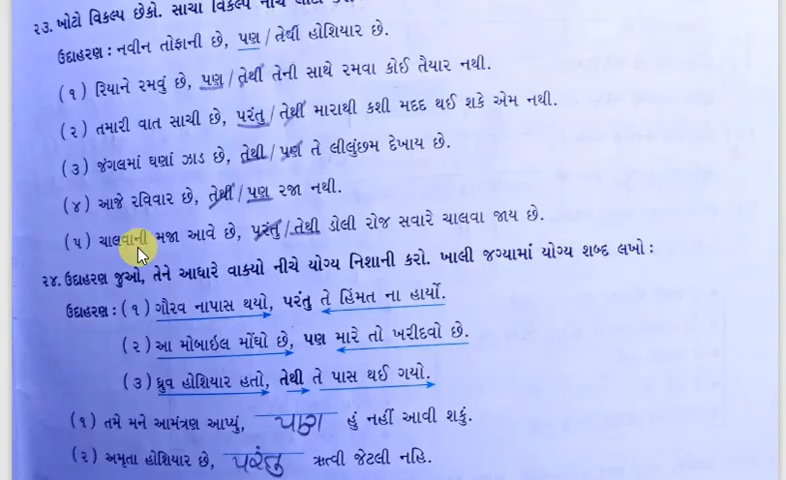 ૨૩. ખોટો વિકલ્પ છેકો. સાચા વિકલ્પ નીચે
ઉદાહરણ : નવીન તોફાની છે, પણ / તેથી હોશિયાર છે.
(૧) રિયાને રમવું છે, પણ / તેથી તેની સાથે રમવા કોઈ તૈયાર નથી.
(૨) તમારી વાત સાચી છે, પરંતુ / તેથી મારાથી કશી મદદ થઈ શકે એમ નથી.
(૩) જંગલમાં ઘણાં ઝાડ છે, તેથી / પણ તે લીલુંછમ દેખાય છે.
(૪) આજે રવિવાર છે, તેથી / પણ રજા નથી.
(૫) ચાલવાની મજા આવે છે, પરંતુ / તેથી ડોલી રોજ સવારે ચાલવા જાય છે.
૨૪. ઉદાહરણ જુઓ, તેને આધારે વાક્યો નીચે યોગ્ય નિશાની કરો. ખાલી જગ્યામાં યોગ્ય શબ્દ લખો :
ઉદાહરણ : (૧) ગૌરવ નાપાસ થયો, પરંતુ તે હિંમત ના હાર્યો.
(૨) આ મોબાઇલ મોંઘો છે, પણ મારે તો ખરીદવો છે.
(૩) ધ્રુવ હોશિયાર હતો, તેથી તે પાસ થઈ ગયો.
(૧) તમે મને આમંત્રણ આપ્યું, પણ હું નહીં આવી શકું.
(૨) અમૃતા હોશિયાર છે, પરંતુ ઋત્વી જેટલી નહિ.